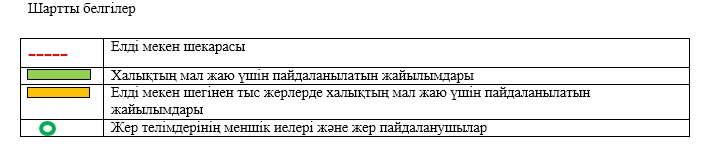 Шартты белгілер
Елді мекен шекарасы
Халықтың мал жаю үшін пайдаланылатын жайылымдары
Елді мекен шегінен тыс жерлерде халықтың мал жаю үшін пайдаланылатын
жайылымдары
Жер телімдерінің меншік иелері және жер пайдаланушылар